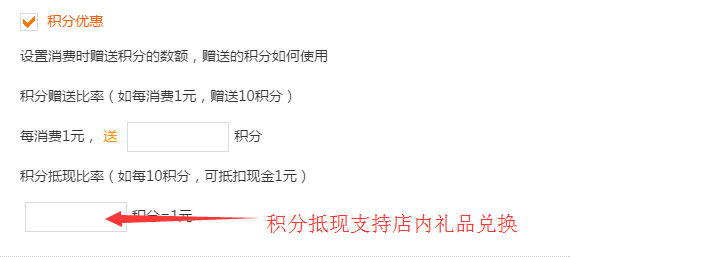 积分优惠
设置消费时赠送积分的数额，赠送的积分如何使用
积分赠送比率（如每消费1元，赠送10积分）
每消费1元， 送 积分
积分抵现比率（如每10积分，可抵扣现金1元）
积分=1元
积分抵现支持店内礼品兑换